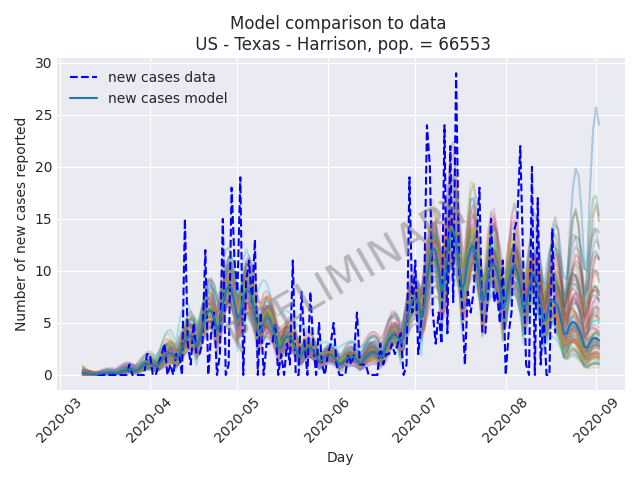 Model comparison to data
US - Texas - Harrison, pop. = 66553
new cases data
new cases model
Number of new cases reported
30
25
20
15
10
5
0
2020-03
2020-04
2020-05
2020-06
2020-07
2020-08
2020-09
Day